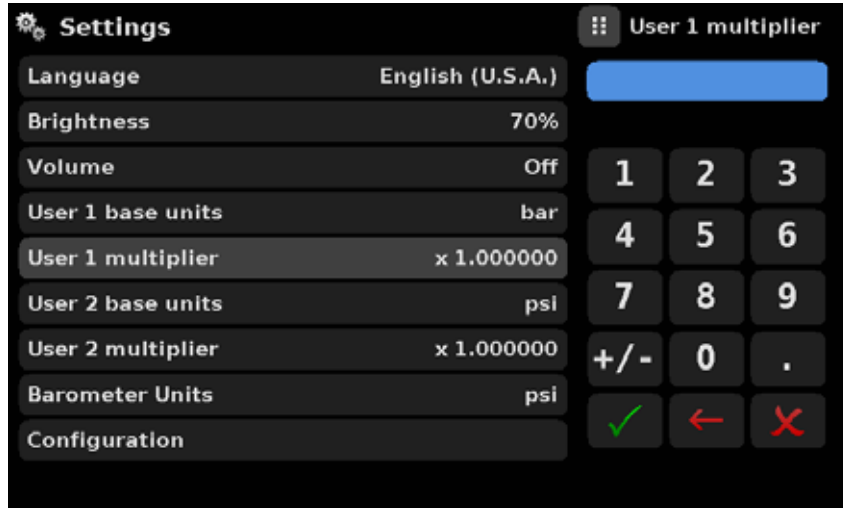 Settings
Language English (U.S.A.)
Brightness 70%
Volume Off
User 1 base units bar
User 1 multiplier x 1.000000
User 2 base units psi
User 2 multiplier x 1.000000
Barometer Units psi
Configuration
User 1 multiplier
1 2 3
4 5 6
7 8 9
+/- 0 .